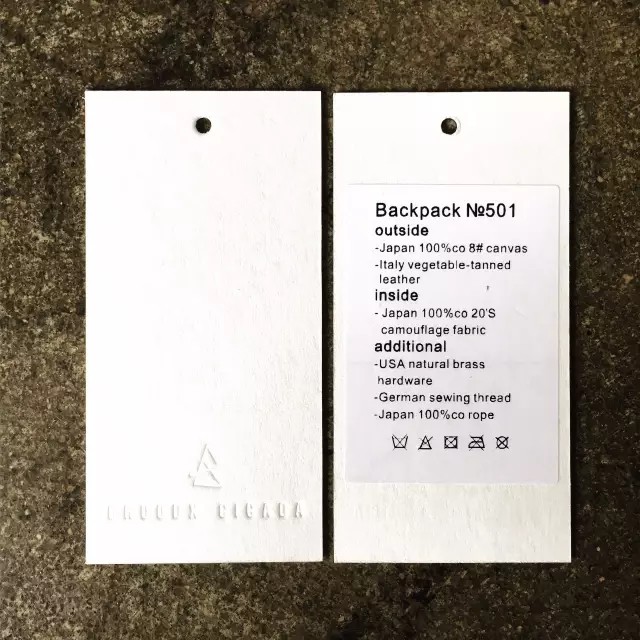 Backpack №501
outside
-Japan 100%co 8# canvas
-Italy vegetable-tanned
leather
inside
- Japan 100%co 20'S
camouflage fabric
additional
-USA natural brass
hardware
-German sewing thread
-Japan 100%co rope
CICADA